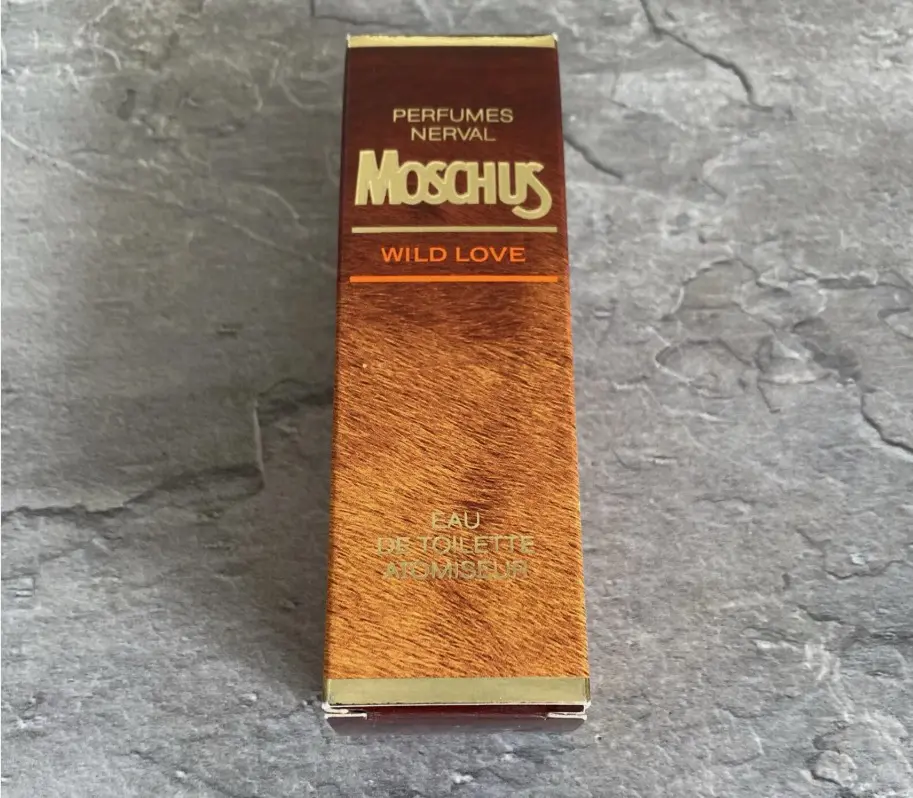 PERFUMES
NERVAL
MOSCHUS
WILD LOVE
EAU
DE TOILETTE
ATOMISEUR